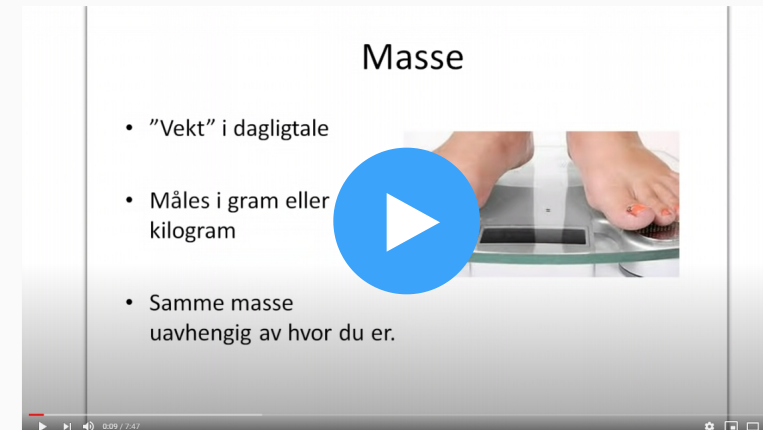 Masse
• ”Vekt” i dagligtale
• Måles i gram eller
kilogram
• Samme masse
uavhengig av hvor du er.
0:09 / 7:47